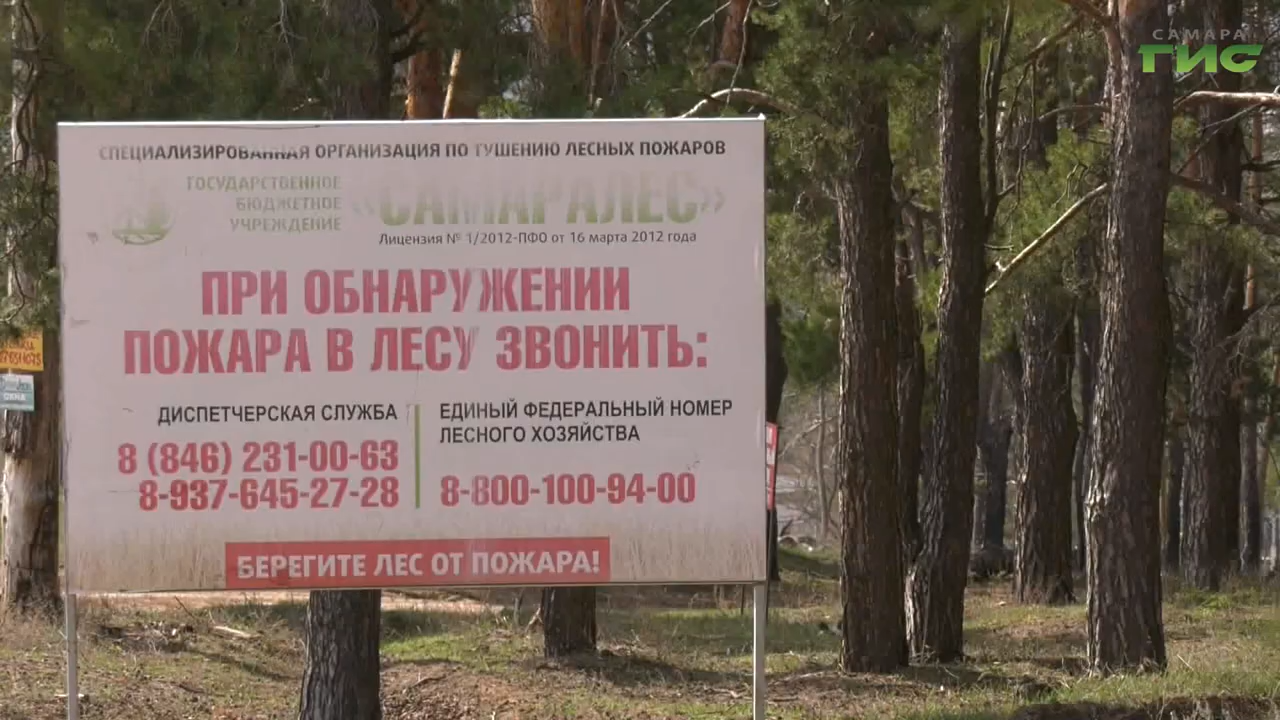 САМАРА
ГИС
СПЕЦИАЛИЗИРОВАННАЯ ОРГАНИЗАЦИЯ ПО ТУШЕНИЮ ЛЕСНЫХ ПОЖАРОВ
ГОСУДАРСТВЕННОЕ
БЮДЖЕТНОЕ
УЧРЕЖДЕНИЕ
«САМАРАЛЕС»
Лицензия № 1/2012-ПФО от 16 марта 2012 года
ПРИ ОБНАРУЖЕНИИ
ПОЖАРА В ЛЕСУ ЗВОНИТЬ:
ДИСПЕТЧЕРСКАЯ СЛУЖБА
8 (846) 231-00-63
8-937-645-27-28
ЕДИНЫЙ ФЕДЕРАЛЬНЫЙ НОМЕР
ЛЕСНОГО ХОЗЯЙСТВА
8-800-100-94-00
БЕРЕГИТЕ ЛЕС ОТ ПОЖАРА!